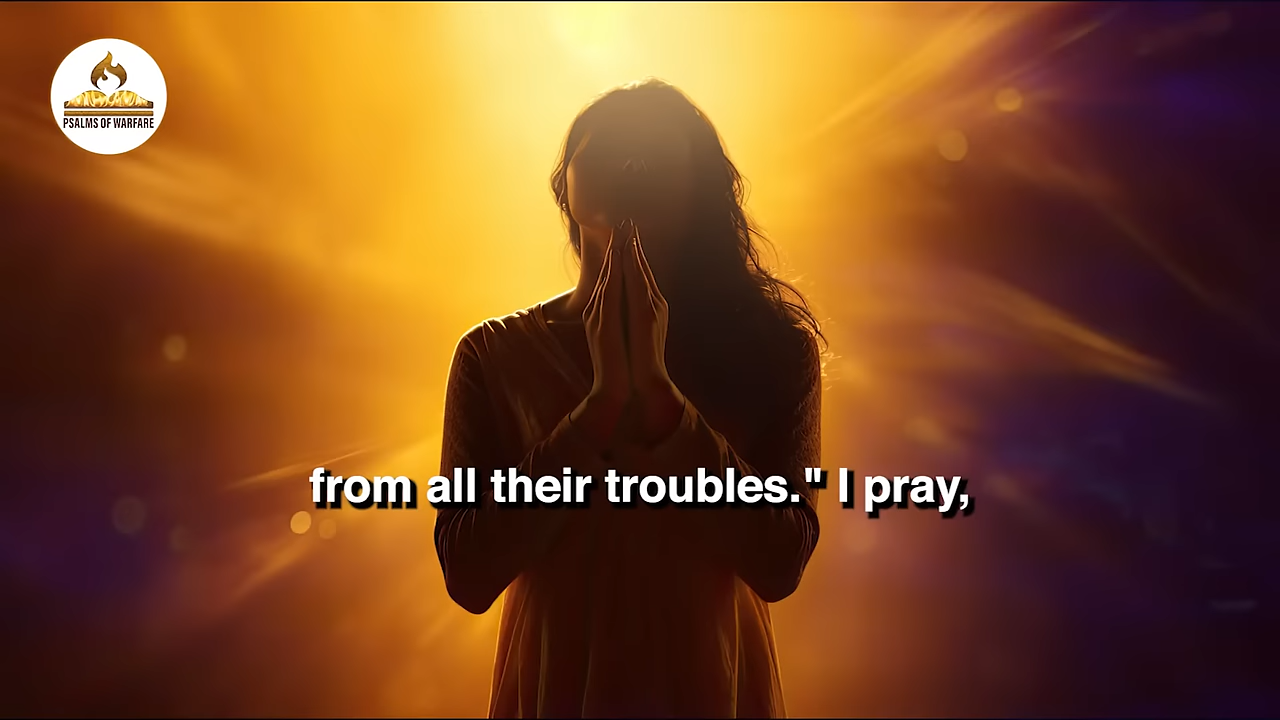 PSALMS OF WARFARE
from all their troubles." I pray,